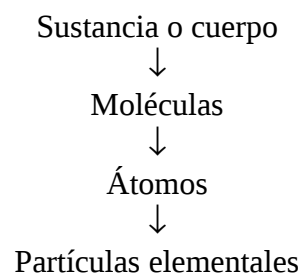 Sustancia o cuerpo
↓
Moléculas
↓
Átomos
↓
Partículas elementales